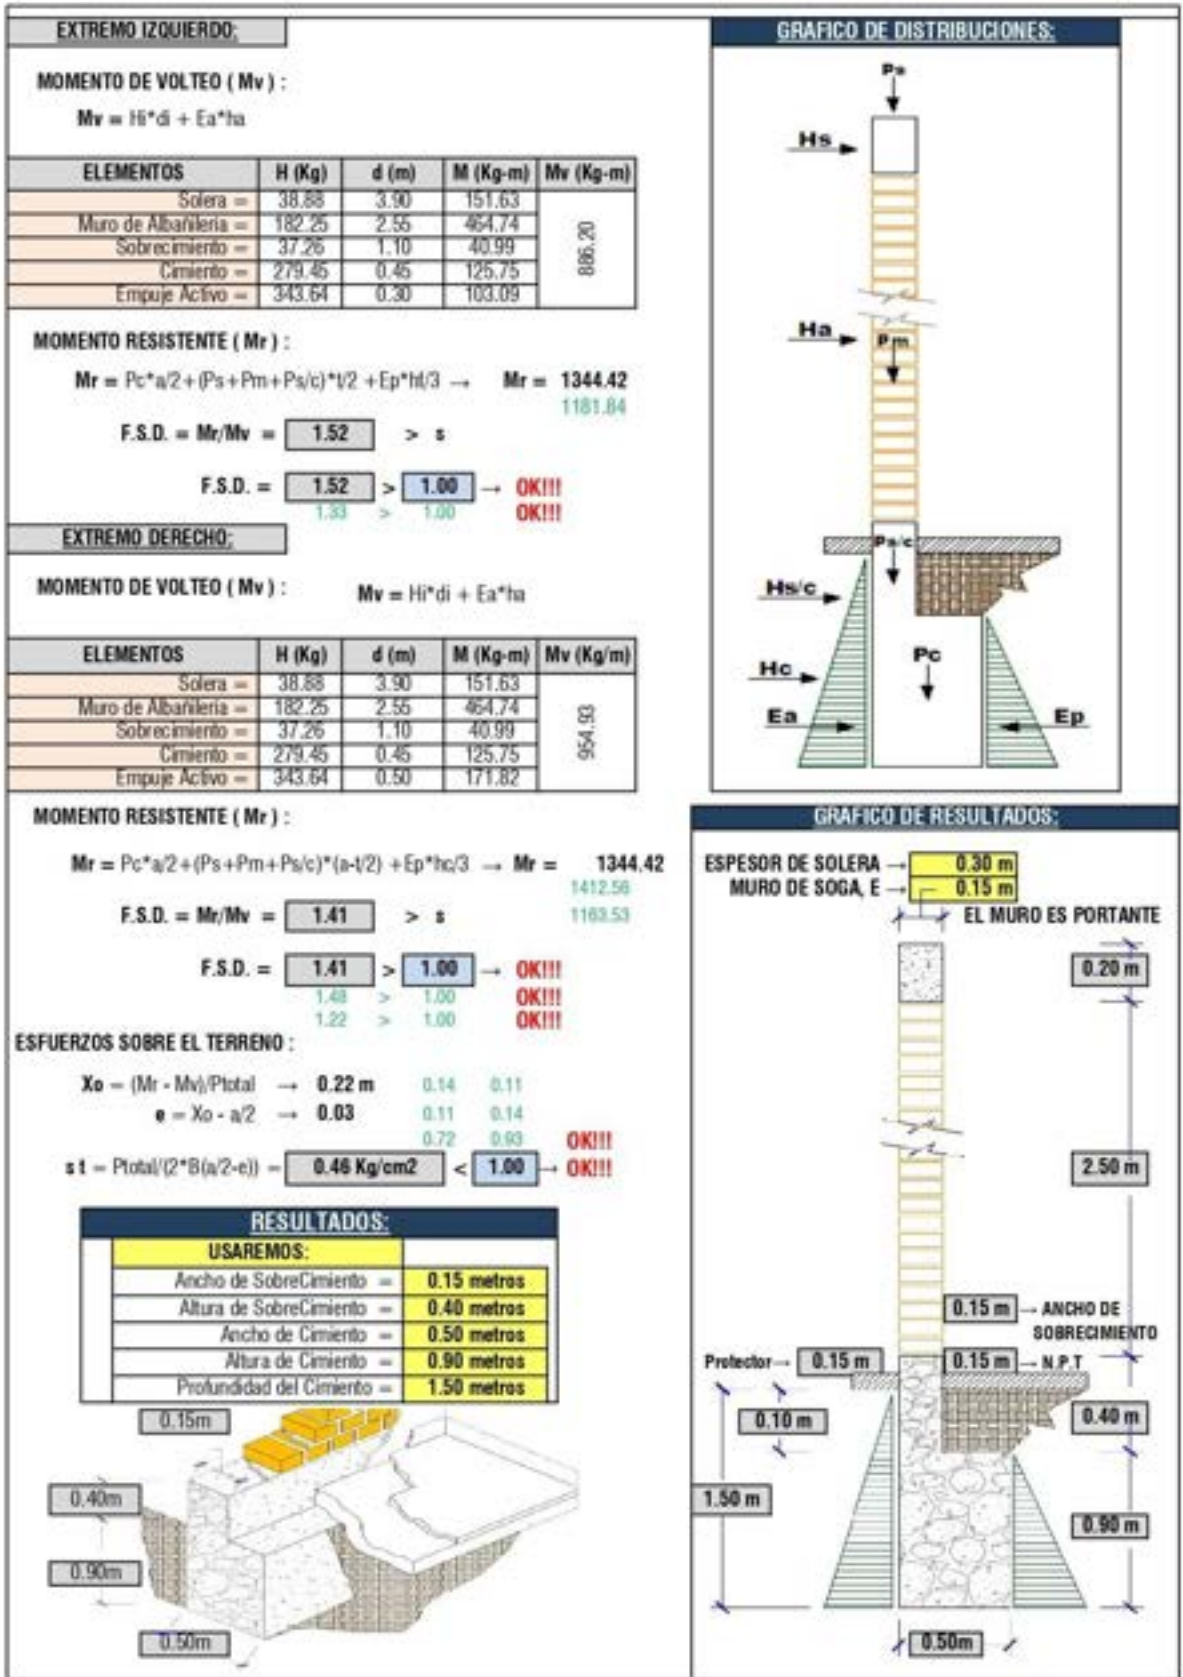 EXTREMO IZQUIERDO:
MOMENTO DE VOLTEO ( Mv ) :
Mv = Hi*di + Ea*ha
ELEMENTOS H (Kg) d (m) M (Kg-m) Mv (Kg-m)
Solera = 38.88 3.90 151.63
Muro de Albañileria = 182.25 2.55 464.74
Sobrecimiento = 37.26 1.10 40.99
Cimiento = 279.45 0.45 125.75
Empuje Activo = 343.64 0.30 103.09
886.20
MOMENTO RESISTENTE ( Mr ) :
Mr = Pc*a/2+(Ps+Pm+Ps/c)*t/2 +Ep*hf/3 → Mr = 1344.42
1181.84
F.S.D. = Mr/Mv = 1.52 > s
F.S.D. = 1.52 > 1.00 → OK!!!
1.33 > 1.00 OK!!!
EXTREMO DERECHO:
MOMENTO DE VOLTEO ( Mv ) : Mv = Hi*di + Ea*ha
ELEMENTOS H (Kg) d (m) M (Kg-m) Mv (Kg/m)
Solera = 38.88 3.90 151.63
Muro de Albañileria = 182.25 2.55 464.74
Sobrecimiento = 37.26 1.10 40.99
Cimiento = 279.45 0.45 125.75
Empuje Activo = 343.64 0.50 171.82
954.93
MOMENTO RESISTENTE ( Mr ) :
Mr = Pc*a/2+(Ps+Pm+Ps/c)*(a-t/2) +Ep*hc/3 → Mr = 1344.42
1412.56
F.S.D. = Mr/Mv = 1.41 > s 1163.53
F.S.D. = 1.41 > 1.00 → OK!!!
1.48 > 1.00 OK!!!
1.22 > 1.00 OK!!!
ESFUERZOS SOBRE EL TERRENO :
Xo = (Mr - Mv)/Ptotal → 0.22 m 0.14 0.11
e = Xo - a/2 → 0.03 0.11 0.14
0.72 0.93 OK!!!
s t = Ptotal/(2*B(a/2-e)) = 0.46 Kg/cm2 < 1.00 → OK!!!
RESULTADOS:
USAREMOS:
Ancho de SobreCimiento = 0.15 metros
Altura de SobreCimiento = 0.40 metros
Ancho de Cimiento = 0.50 metros
Altura de Cimiento = 0.90 metros
Profundidad del Cimiento = 1.50 metros
0.15m
0.40m
0.90m
0.50m
GRAFICO DE DISTRIBUCIONES:
Ps
Hs
Ha
Pm
Ps/c
Hs/c
Pc
Hc
Ea
Ep
GRAFICO DE RESULTADOS:
ESPESOR DE SOLERA → 0.30 m
MURO DE SOGA, E → 0.15 m
EL MURO ES PORTANTE
0.20 m
2.50 m
0.15 m → ANCHO DE
SOBRECIMIENTO
Protector → 0.15 m 0.15 m → N.P.T
0.10 m 0.40 m
1.50 m
0.90 m
0.50m